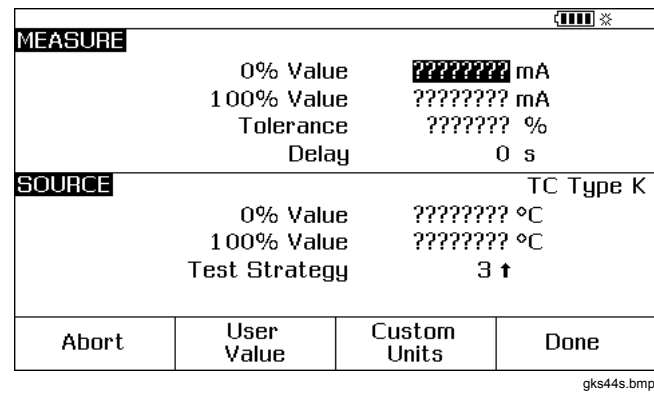 MEASURE
0% Value ???????? mA
100% Value ???????? mA
Tolerance ??????? %
Delay 0 s
SOURCE TC Type K
0% Value ???????? °C
100% Value ???????? °C
Test Strategy 3 ↑
Abort
User Value
Custom Units
Done
gks44s.bmp